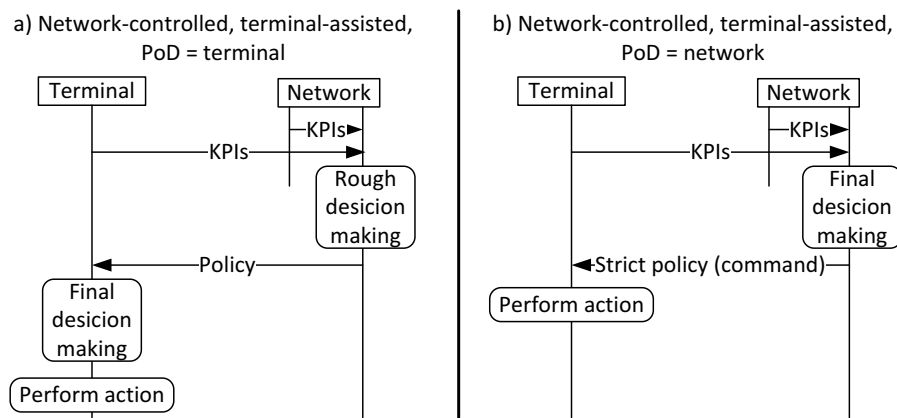 a) Network-controlled, terminal-assisted,
PoD = terminal
Terminal
Network
KPIs
KPIs
Rough
desicion
making
Policy
Final
desicion
making
Perform action
b) Network-controlled, terminal-assisted,
PoD = network
Terminal
Network
KPIs
KPIs
Final
desicion
making
Strict policy (command)
Perform action